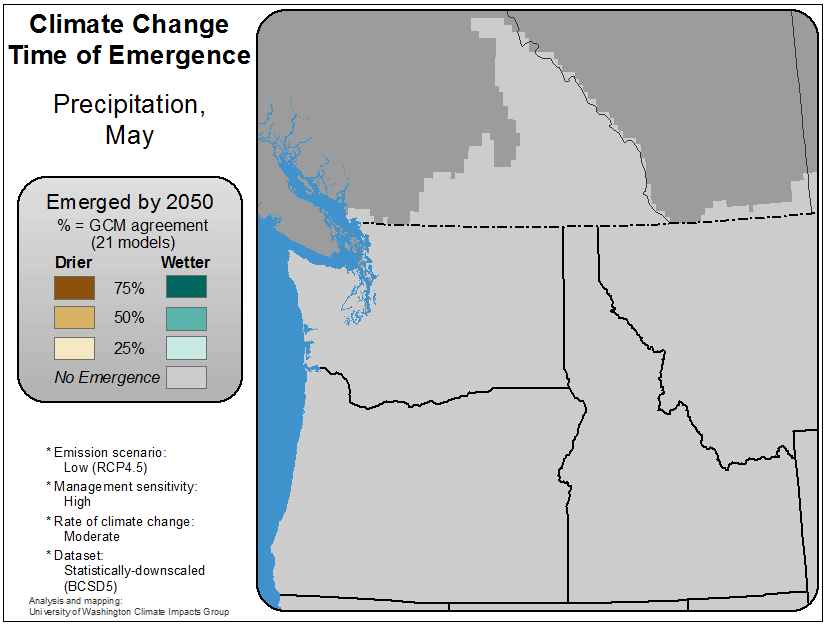 Climate Change
Time of Emergence
Precipitation,
May
Emerged by 2050
% = GCM agreement
(21 models)
Drier Wetter
75%
50%
25%
No Emergence
* Emission scenario:
Low (RCP4.5)
* Management sensitivity:
High
* Rate of climate change:
Moderate
* Dataset:
Statistically-downscaled
(BCSD5)
Analysis and mapping:
University of Washington Climate Impacts Group